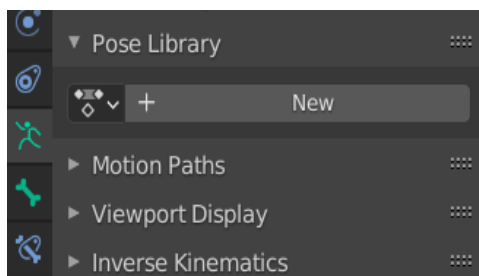 Pose Library
New
Motion Paths
Viewport Display
Inverse Kinematics